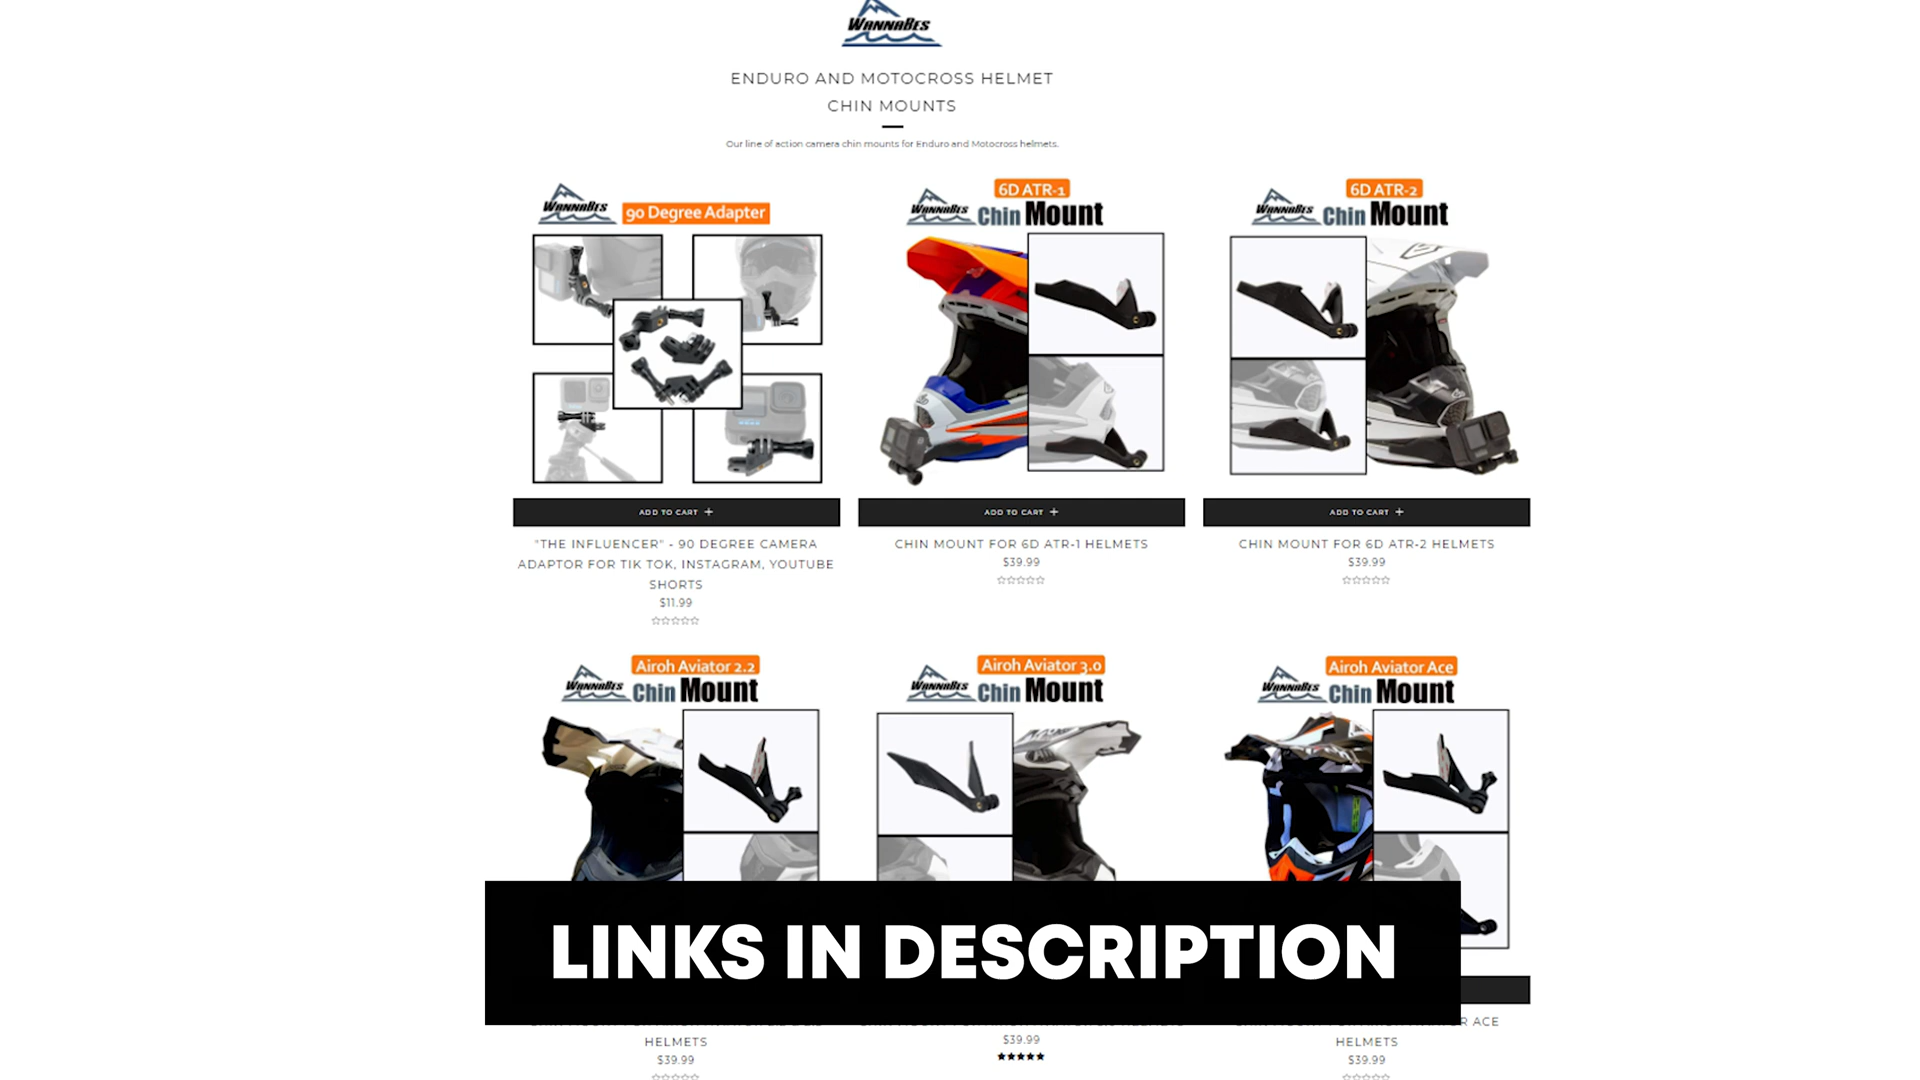 WANNABES
ENDURO AND MOTOCROSS HELMET
CHIN MOUNTS
Our line of action camera chin mounts for Enduro and Motocross helmets.
WANNABES
90 Degree Adapter
6D ATR-1
WANNABES
Chin Mount
6D ATR-2
WANNABES
Chin Mount
ADD TO CART +
ADD TO CART +
ADD TO CART +
"THE INFLUENCER" - 90 DEGREE CAMERA
ADAPTOR FOR TIK TOK, INSTAGRAM, YOUTUBE
SHORTS
$11.99
CHIN MOUNT FOR 6D ATR-1 HELMETS
$39.99
CHIN MOUNT FOR 6D ATR-2 HELMETS
$39.99
Airoh Aviator 2.2
WANNABES
Chin Mount
Airoh Aviator 3.0
WANNABES
Chin Mount
Airoh Aviator Ace
WANNABES
Chin Mount
LINKS IN DESCRIPTION
HELMETS
$39.99
$39.99
ACE
HELMETS
$39.99